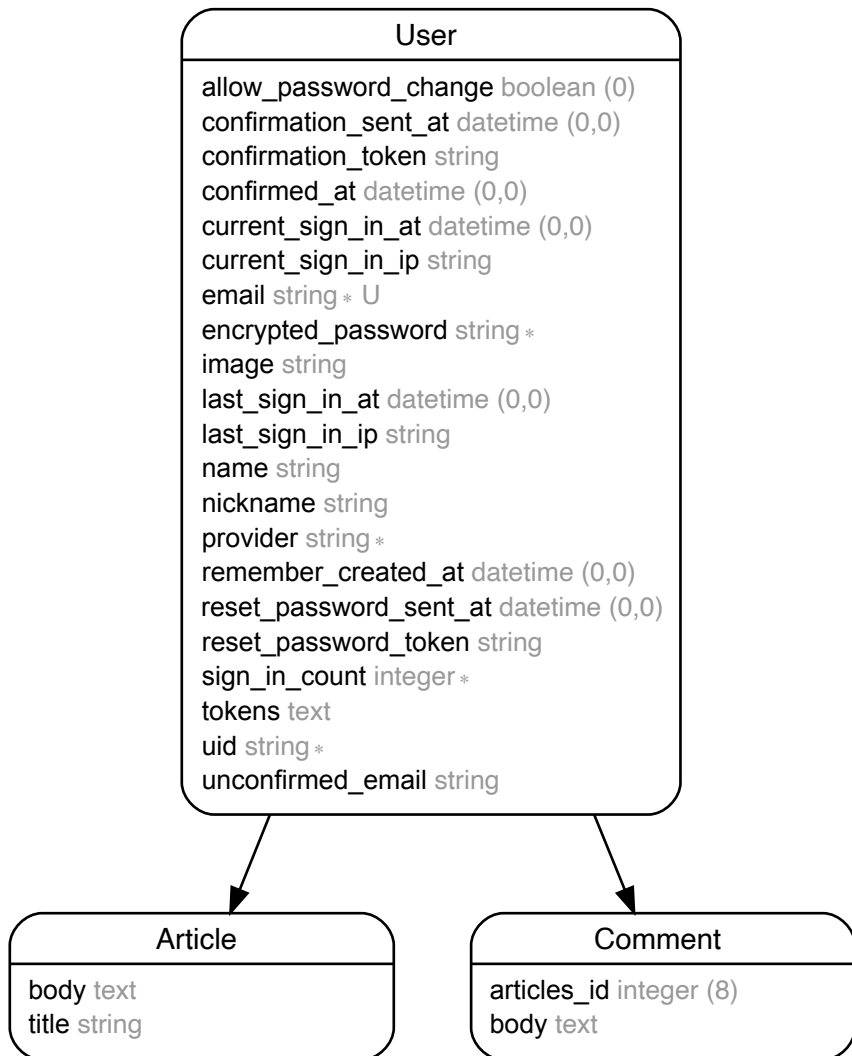 User
allow_password_change boolean (0)
confirmation_sent_at datetime (0,0)
confirmation_token string
confirmed_at datetime (0,0)
current_sign_in_at datetime (0,0)
current_sign_in_ip string
email string * U
encrypted_password string *
image string
last_sign_in_at datetime (0,0)
last_sign_in_ip string
name string
nickname string
provider string *
remember_created_at datetime (0,0)
reset_password_sent_at datetime (0,0)
reset_password_token string
sign_in_count integer *
tokens text
uid string *
unconfirmed_email string
Article
body text
title string
Comment
articles_id integer (8)
body text